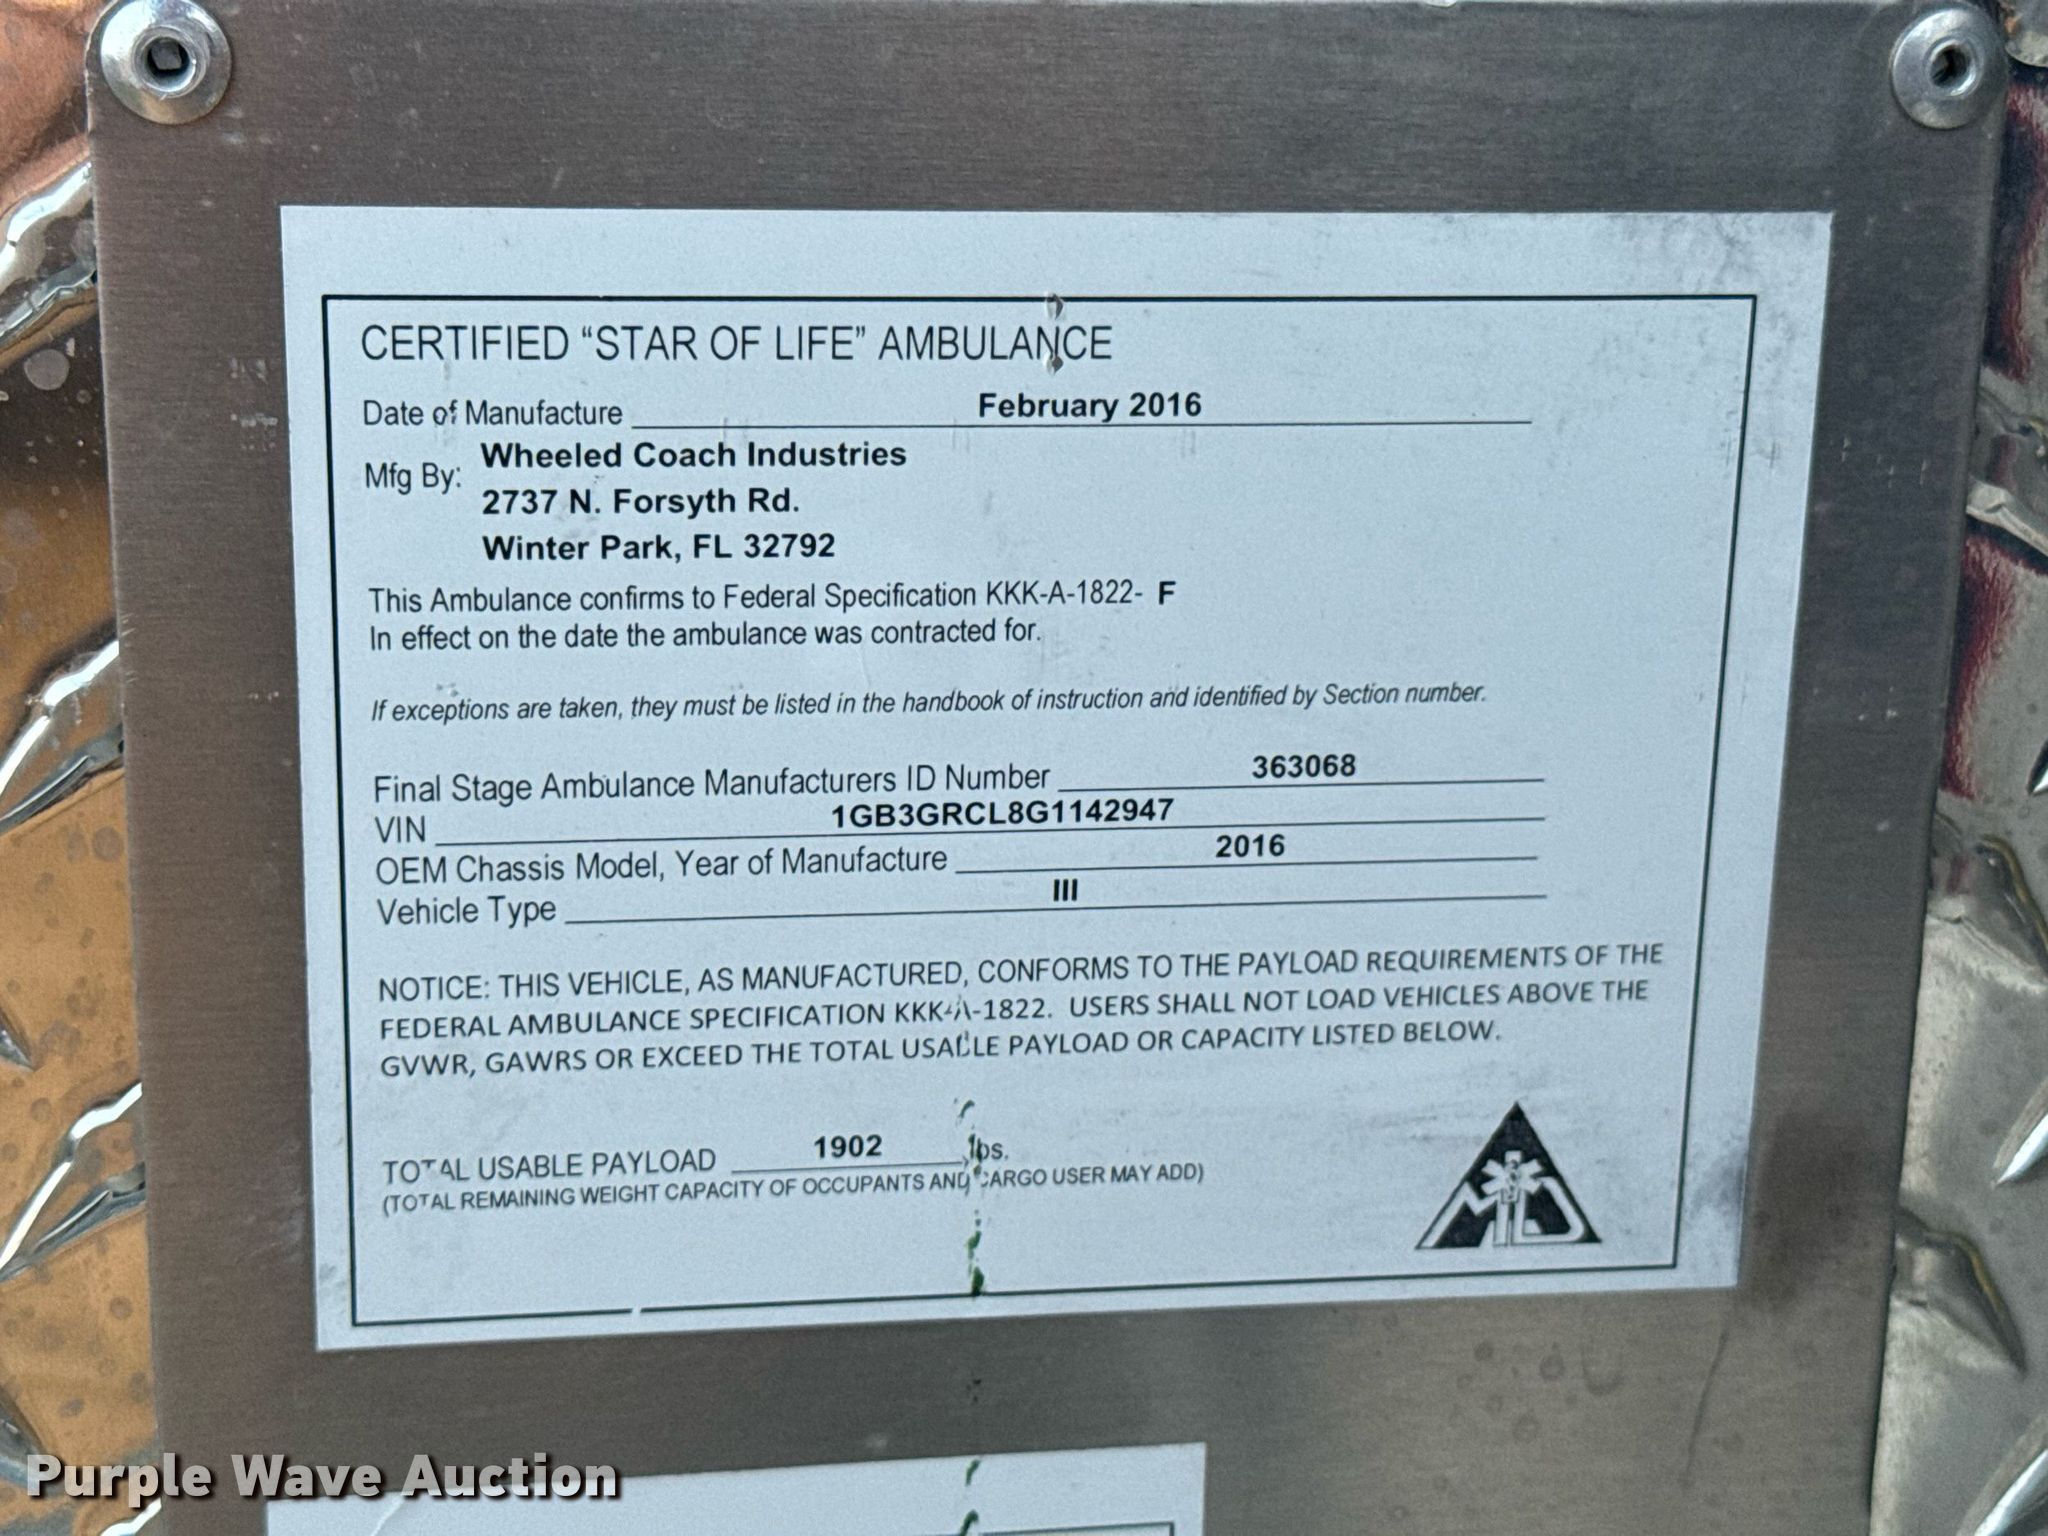 CERTIFIED “STAR OF LIFE” AMBULANCE
Date of Manufacture February 2016
Mfg By: Wheeled Coach Industries
2737 N. Forsyth Rd.
Winter Park, FL 32792
This Ambulance confirms to Federal Specification KKK-A-1822- F
In effect on the date the ambulance was contracted for.
If exceptions are taken, they must be listed in the handbook of instruction and identified by Section number.
Final Stage Ambulance Manufacturers ID Number 363068
VIN 1GB3GRCL8G1142947
OEM Chassis Model, Year of Manufacture 2016
Vehicle Type III
NOTICE: THIS VEHICLE, AS MANUFACTURED, CONFORMS TO THE PAYLOAD REQUIREMENTS OF THE
FEDERAL AMBULANCE SPECIFICATION KKK-A-1822. USERS SHALL NOT LOAD VEHICLES ABOVE THE
GVWR, GAWRS OR EXCEED THE TOTAL USABLE PAYLOAD OR CAPACITY LISTED BELOW.
TOTAL USABLE PAYLOAD 1902 lbs.
(TOTAL REMAINING WEIGHT CAPACITY OF OCCUPANTS AND CARGO USER MAY ADD)
MD
Purple Wave Auction